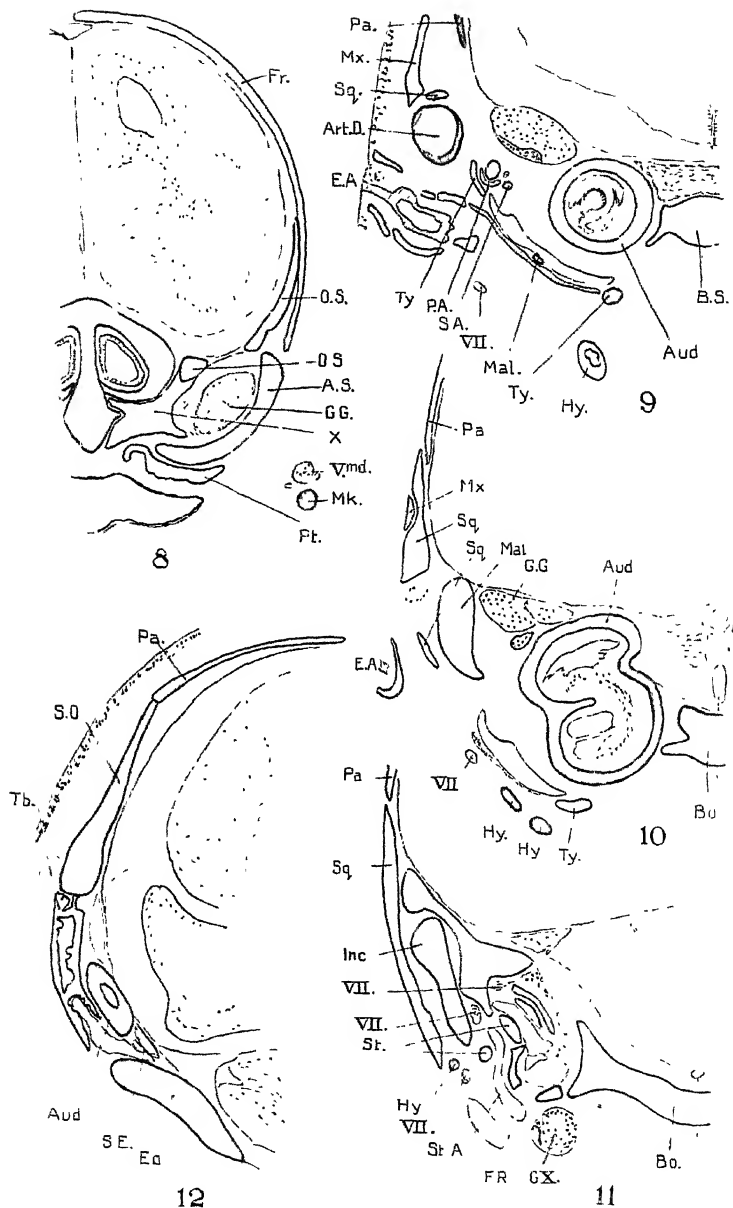 Fr.
O.S.
O S
A.S.
G G.
X
V.md.
Mk.
Pt.
8
Pa.
Mx.
Sq.
Art.D.
E.A
Ty
P.A.
S A.
VII.
Mal.
Ty.
Hy.
Aud
B.S.
9
Pa
Mx
Sq
Sq
Mal
G.G
Aud
E.A.
VII
Hy.
Hy
Ty.
10
Pa.
S.O
Tb.
Aud
S E.
Eo
12
Pa
Sq
Inc
VII.
VII.
St.
Hy
VII.
St A
FR
GX.
Bo.
11